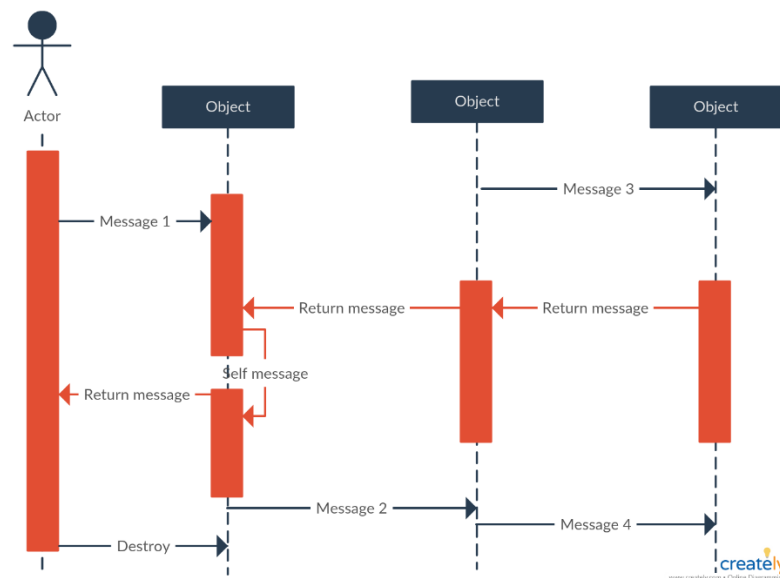 Actor
Object
Object
Object
Message 3
Message 1
Return message
Return message
Self message
Return message
Message 2
Message 4
Destroy
creately